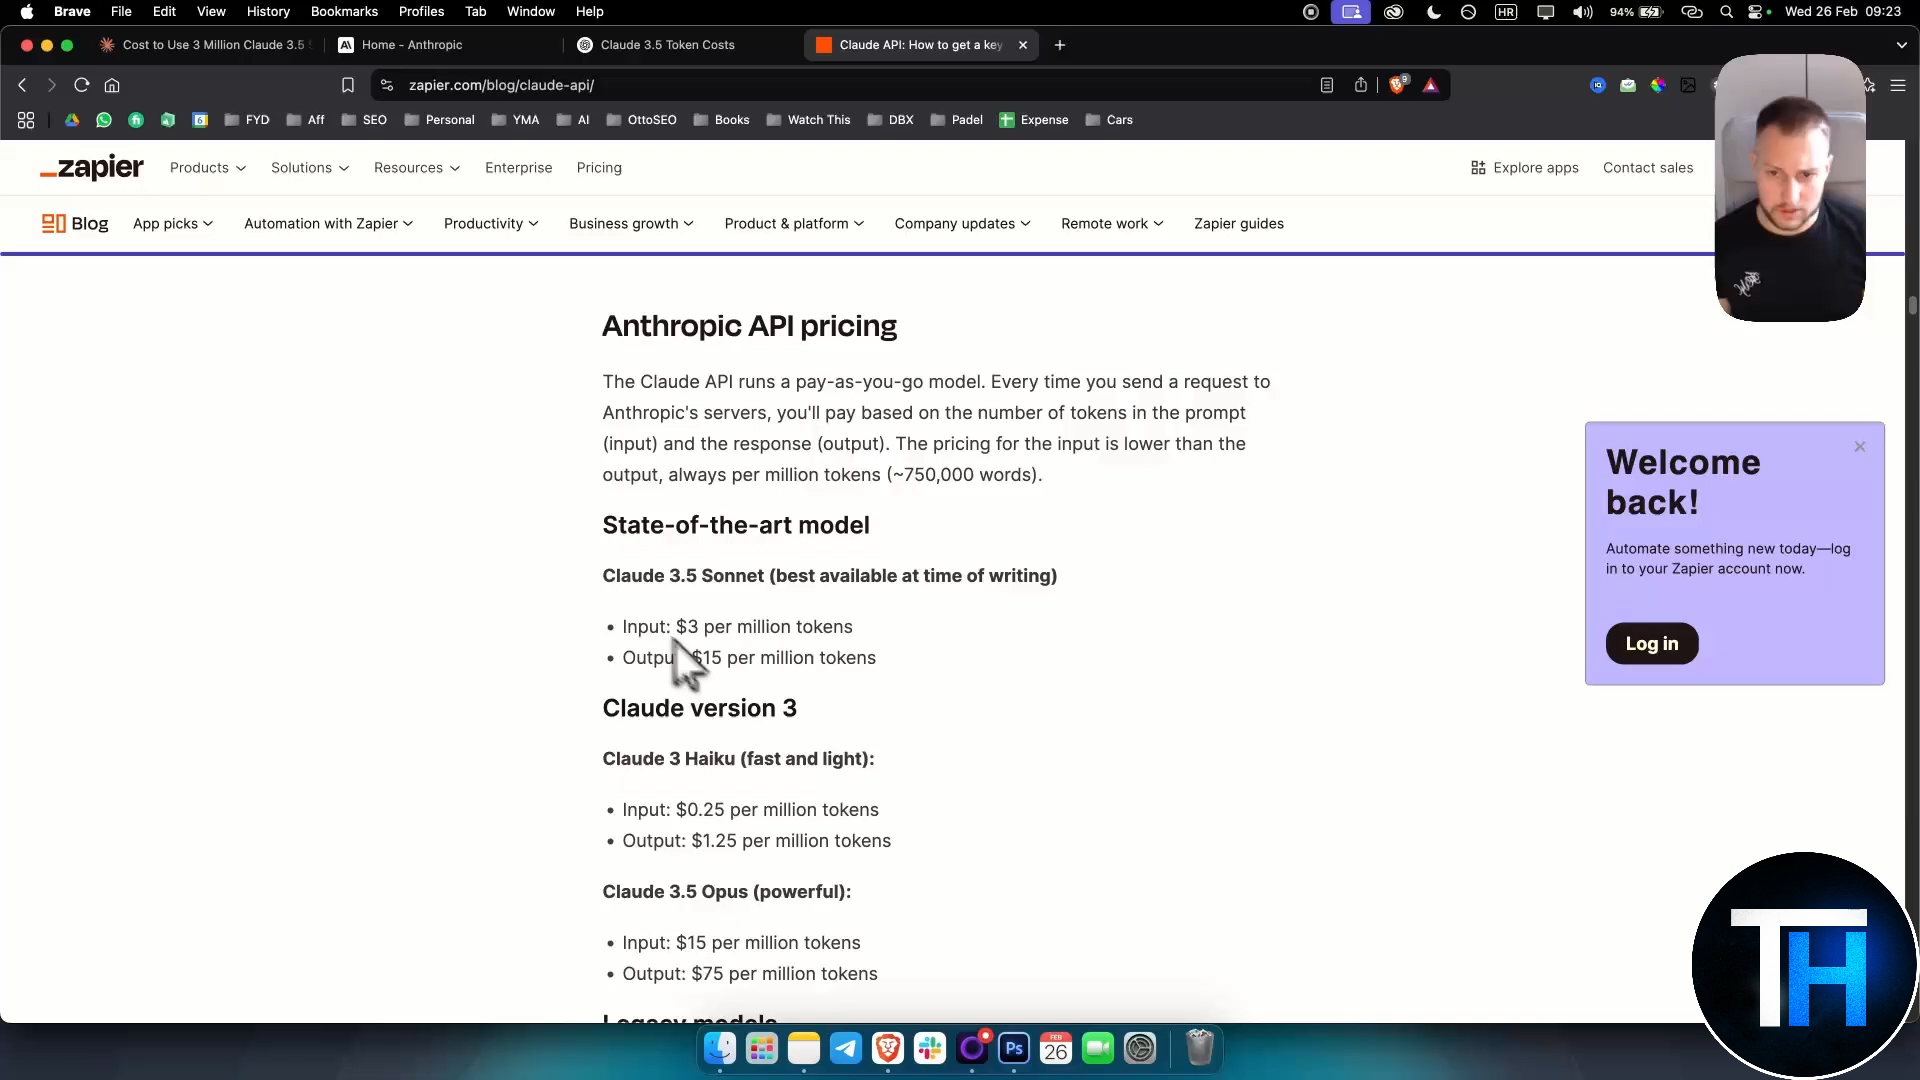 Brave File Edit View History Bookmarks Profiles Tab Window Help HR 94% Wed 26 Feb 09:23
Cost to Use 3 Million Claude 3.5 Home - Anthropic Claude 3.5 Token Costs Claude API: How to get a key
zapier.com/blog/claude-api/ 9
6 FYD Aff SEO Personal YMA AI OttoSEO Books Watch This DBX Padel Expense Cars
zapier Products Solutions Resources Enterprise Pricing Explore apps Contact sales
Blog App picks Automation with Zapier Productivity Business growth Product & platform Company updates Remote work Zapier guides
Anthropic API pricing
The Claude API runs a pay-as-you-go model. Every time you send a request to
Anthropic's servers, you'll pay based on the number of tokens in the prompt
(input) and the response (output). The pricing for the input is lower than the
output, always per million tokens (~750,000 words).
State-of-the-art model
Claude 3.5 Sonnet (best available at time of writing)
• Input: $3 per million tokens
• Outpu $15 per million tokens
Claude version 3
Claude 3 Haiku (fast and light):
• Input: $0.25 per million tokens
• Output: $1.25 per million tokens
Claude 3.5 Opus (powerful):
• Input: $15 per million tokens
• Output: $75 per million tokens
Legacy models
Welcome
back!
Automate something new today—log
in to your Zapier account now.
Log in
TH
Ps FEB 26